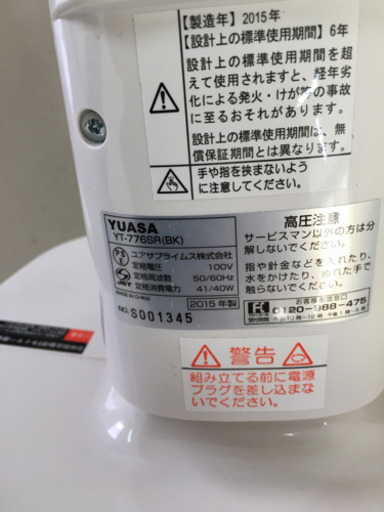 【製造年】2015年
【設計上の標準使用期間】6年
設計上の標準使用期間を超
えて使用されますと、経年劣
化による発火・けが等の事故
に至るおそれがあります。
設計上の標準使用期間は、無
償保証期間とは異なります。
手や指を挟まないよう
に注意してください。
YUASA
YT-776SR(BK)
ユアサプライムス株式会社
定格電圧 100V
定格周波数 50/60Hz
定格消費電力 41/40W
MADE IN CHINA
2015年製
NO. S001345
高圧注意
サービスマン以外の方は分
解しないでください。
指や針金などを入れたり、
水をかけたり、ぬれた手で
触らないでください。
お客様相談窓口
0120-988-475
警告
組み立てる前に電源
プラグを差し込まな
いでください。